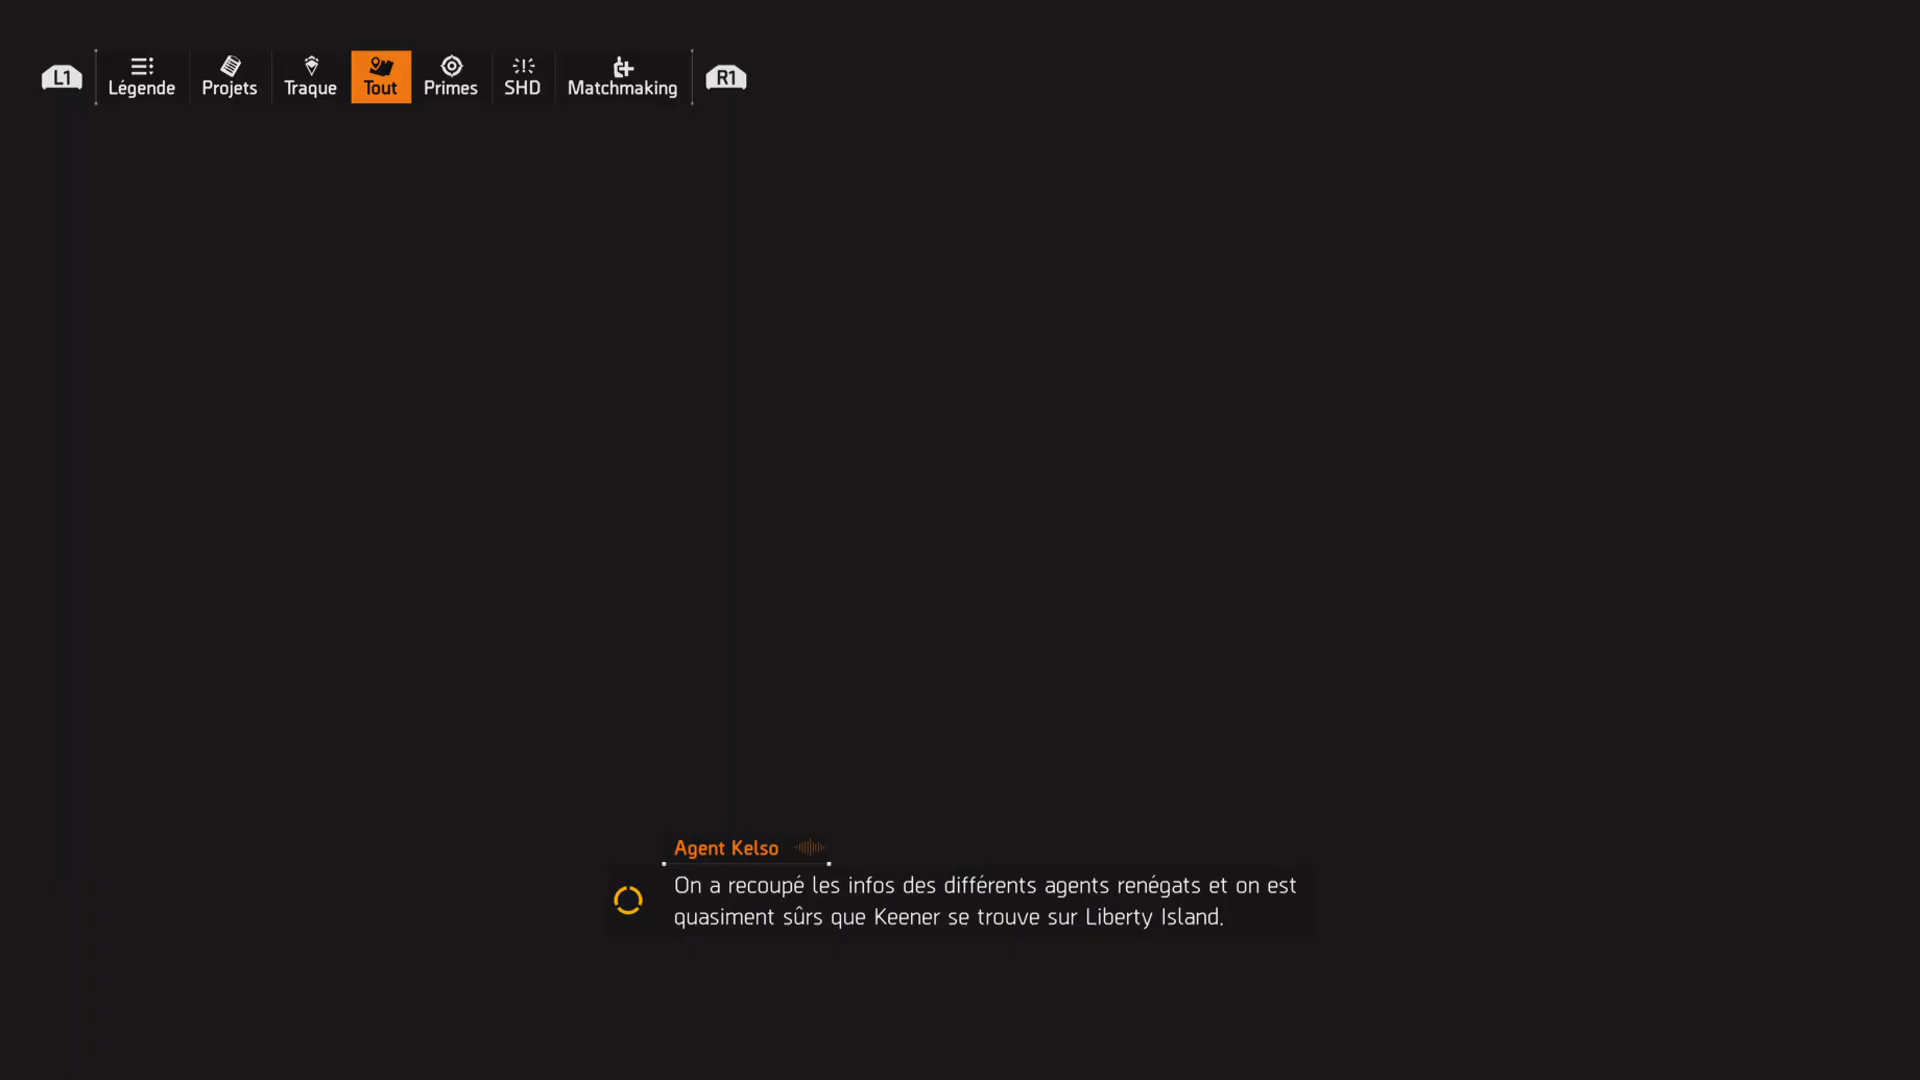 L1 Légende Projets Traque Tout Primes SHD Matchmaking R1
Agent Kelso
On a recoupé les infos des différents agents renégats et on est
quasiment sûrs que Keener se trouve sur Liberty Island.